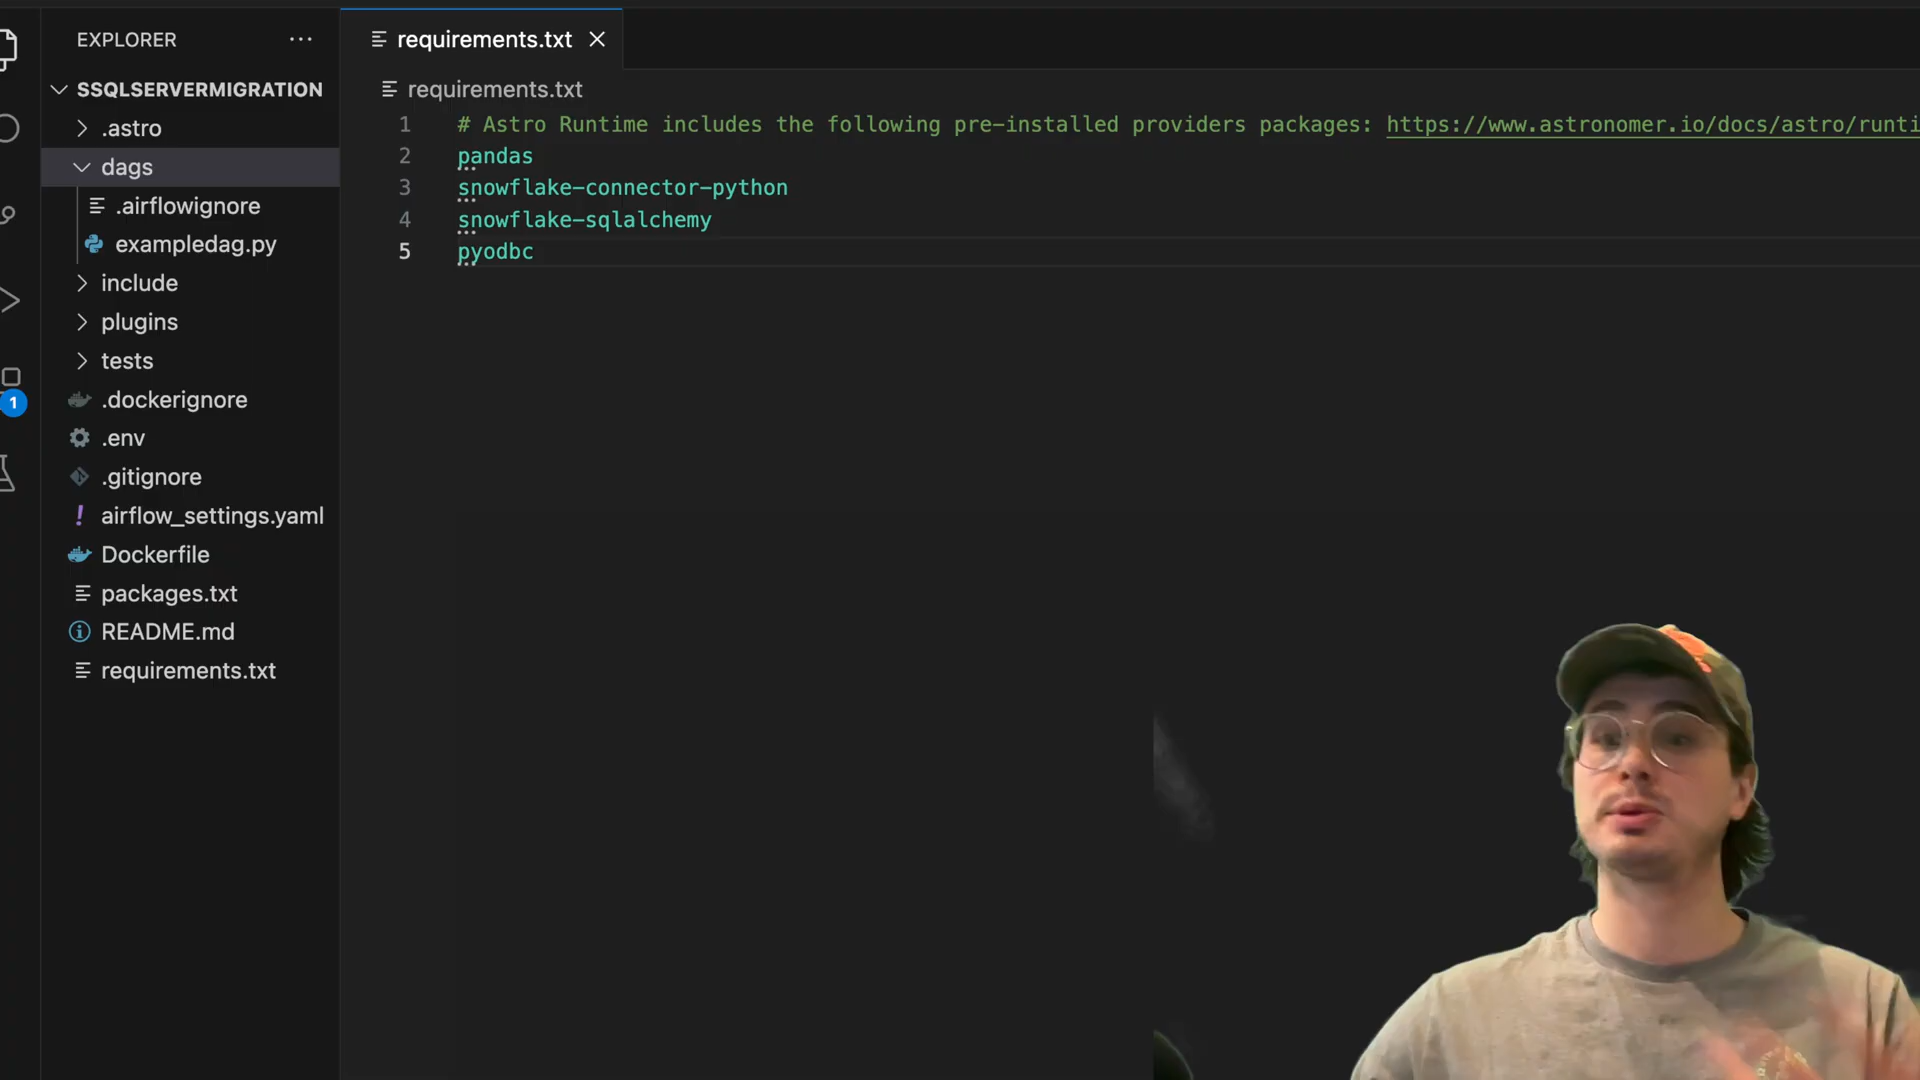 EXPLORER
requirements.txt
SSQLSERVERMIGRATION
.astro
dags
.airflowignore
exampledag.py
include
plugins
tests
.dockerignore
.env
.gitignore
airflow_settings.yaml
Dockerfile
packages.txt
README.md
requirements.txt
1
requirements.txt
1 # Astro Runtime includes the following pre-installed providers packages: https://www.astronomer.io/docs/astro/runti
2 pandas
3 snowflake-connector-python
4 snowflake-sqlalchemy
5 pyodbc